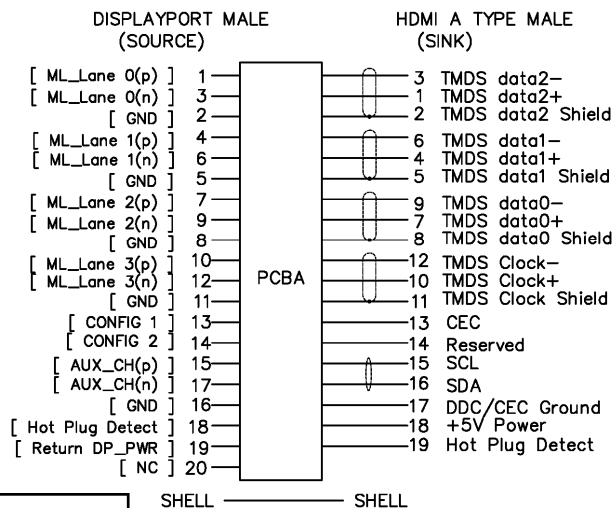 DISPLAYPORT MALE HDMI A TYPE MALE
(SOURCE) (SINK)
[ ML_Lane 0(p) ] 1 3 TMDS data2-
[ ML_Lane 0(n) ] 3 1 TMDS data2+
[ GND ] 2 2 TMDS data2 Shield
[ ML_Lane 1(p) ] 4 6 TMDS data1-
[ ML_Lane 1(n) ] 6 4 TMDS data1+
[ GND ] 5 5 TMDS data1 Shield
[ ML_Lane 2(p) ] 7 9 TMDS data0-
[ ML_Lane 2(n) ] 9 7 TMDS data0+
[ GND ] 8 8 TMDS data0 Shield
[ ML_Lane 3(p) ] 10 12 TMDS Clock-
[ ML_Lane 3(n) ] 12 PCBA 10 TMDS Clock+
[ GND ] 11 11 TMDS Clock Shield
[ CONFIG 1 ] 13 13 CEC
[ CONFIG 2 ] 14 14 Reserved
[ AUX_CH(p) ] 15 15 SCL
[ AUX_CH(n) ] 17 16 SDA
[ GND ] 16 17 DDC/CEC Ground
[ Hot Plug Detect ] 18 18 +5V Power
[ Return DP_PWR ] 19 19 Hot Plug Detect
[ NC ] 20
SHELL SHELL